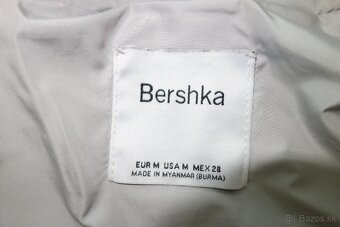 Bershka
EUR M USA M MEX 28
MADE IN MYANMAR (BURMA)
Bazos.sk